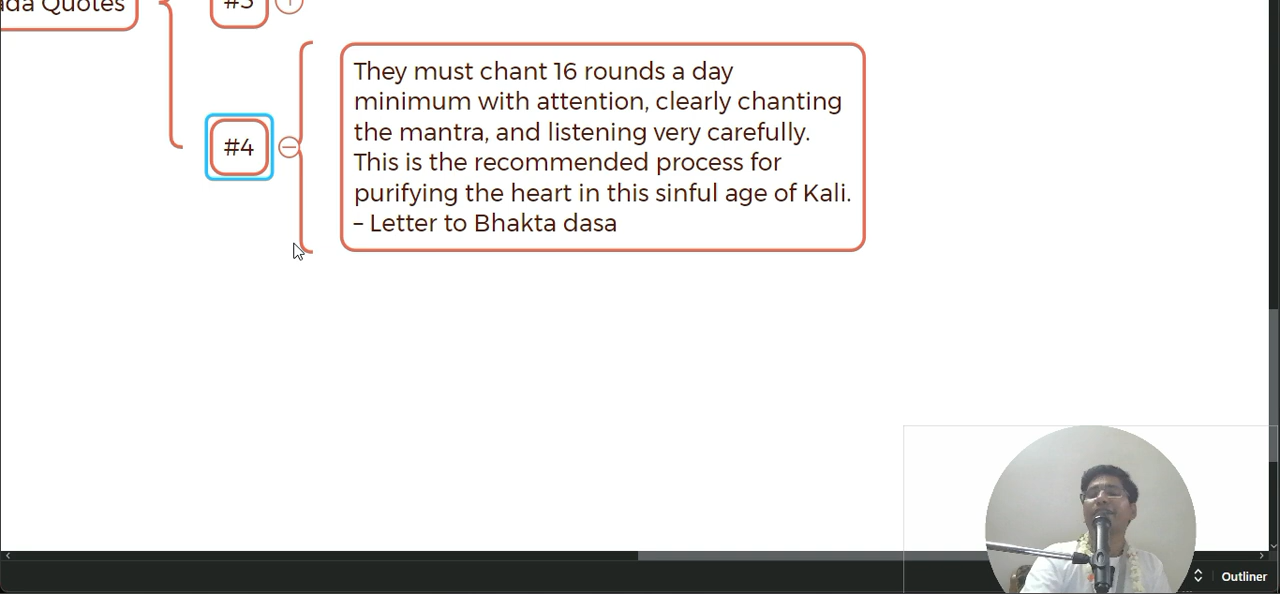 ada Quotes
#3
#4
They must chant 16 rounds a day
minimum with attention, clearly chanting
the mantra, and listening very carefully.
This is the recommended process for
purifying the heart in this sinful age of Kali.
– Letter to Bhakta dasa
Outliner